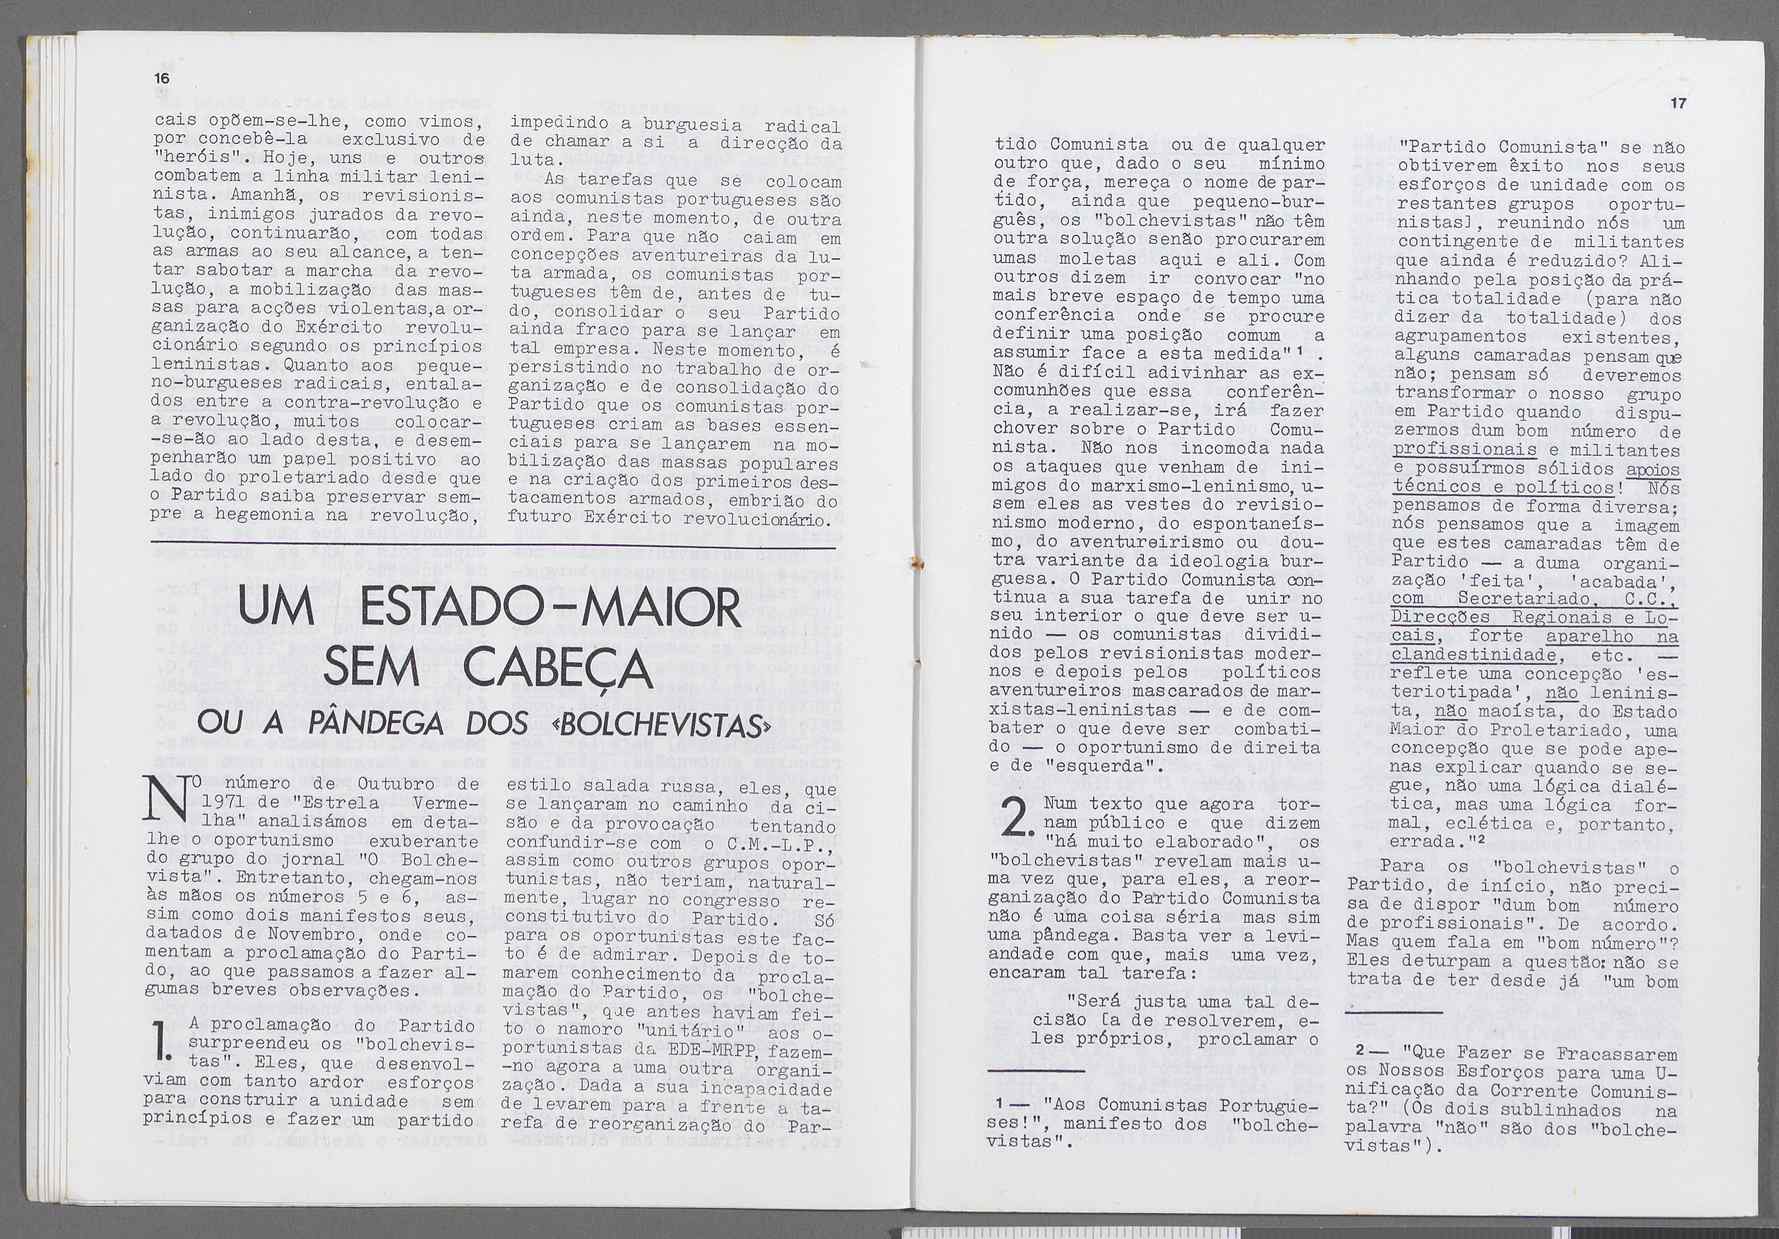 16
cais opõem-se-lhe, como vimos,
por concebê-la exclusivo de
"heróis". Hoje, uns e outros
combatem a linha militar leni-
nista. Amanhã, os revisionis-
tas, inimigos jurados da revo-
lução, continuarão, com todas
as armas ao seu alcance, a ten-
tar sabotar a marcha da revo-
lução, a mobilização das mas-
sas para acções violentas,a or-
ganização do Exército revolu-
cionário segundo os princípios
leninistas. Quanto aos peque-
no-burgueses radicais, entala-
dos entre a contra-revolução e
a revolução, muitos colocar-
-se-ão ao lado desta, e desem-
penharão um papel positivo ao
lado do proletariado desde que
o Partido saiba preservar sem-
pre a hegemonia na revolução,
impedindo a burguesia radical
de chamar a si a direcção da
luta.
As tarefas que se colocam
aos comunistas portugueses são
ainda, neste momento, de outra
ordem. Para que não caiam em
concepções aventureiras da lu-
ta armada, os comunistas por-
tugueses têm de, antes de tu-
do, consolidar o seu Partido
ainda fraco para se lançar em
tal empresa. Neste momento, é
persistindo no trabalho de or-
ganização e de consolidação do
Partido que os comunistas por-
tugueses criam as bases essen-
ciais para se lançarem na mo-
bilização das massas populares
e na criação dos primeiros des-
tacamentos armados, embrião do
futuro Exército revolucionário.
UM ESTADO-MAIOR
SEM CABEÇA
OU A PÂNDEGA DOS «BOLCHEVISTAS»
NO número de Outubro de
1971 de "Estrela Verme-
lha" analisámos em deta-
lhe o oportunismo exuberante
do grupo do jornal "O Bolche-
vista". Entretanto, chegam-nos
às mãos os números 5 e 6, as-
sim como dois manifestos seus,
datados de Novembro, onde co-
mentam a proclamação do Parti-
do, ao que passamos a fazer al-
gumas breves observações.
1. A proclamação do Partido
surpreendeu os "bolchevis-
tas". Eles, que desenvol-
viam com tanto ardor esforços
para construir a unidade sem
princípios e fazer um partido
estilo salada russa, eles, que
se lançaram no caminho da ci-
são e da provocação tentando
confundir-se com o C.M.-L.P.,
assim como outros grupos opor-
tunistas, não teriam, natural-
mente, lugar no congresso re-
constitutivo do Partido. Só
para os oportunistas este fac-
to é de admirar. Depois de to-
marem conhecimento da procla-
mação do Partido, os "bolche-
vistas", que antes haviam fei-
to o namoro "unitário" aos o-
portunistas da EDE-MRPP, fazem-
-no agora a uma outra organi-
zação. Dada a sua incapacidade
de levarem para a frente a ta-
refa de reorganização do Par-
17
tido Comunista ou de qualquer
outro que, dado o seu mínimo
de força, mereça o nome de par-
tido, ainda que pequeno-bur-
guês, os "bolchevistas" não têm
outra solução senão procurarem
umas moletas aqui e ali. Com
outros dizem ir convocar "no
mais breve espaço de tempo uma
conferência onde se procure
definir uma posição comum a
assumir face a esta medida"1 .
Não é difícil adivinhar as ex-
comunhões que essa conferên-
cia, a realizar-se, irá fazer
chover sobre o Partido Comu-
nista. Não nos incomoda nada
os ataques que venham de ini-
migos do marxismo-leninismo, u-
sem eles as vestes do revisio-
nismo moderno, do espontaneís-
mo, do aventureirismo ou dou-
tra variante da ideologia bur-
guesa. O Partido Comunista con-
tinua a sua tarefa de unir no
seu interior o que deve ser u-
nido — os comunistas dividi-
dos pelos revisionistas moder-
nos e depois pelos políticos
aventureiros mascarados de mar-
xistas-leninistas — e de com-
bater o que deve ser combati-
do — o oportunismo de direita
e de "esquerda".
2. Num texto que agora tor-
nam público e que dizem
"há muito elaborado", os
"bolchevistas" revelam mais u-
ma vez que, para eles, a reor-
ganização do Partido Comunista
não é uma coisa séria mas sim
uma pândega. Basta ver a levi-
andade com que, mais uma vez,
encaram tal tarefa:
"Será justa uma tal de-
cisão [a de resolverem, e-
les próprios, proclamar o
1— "Aos Comunistas Portugue-
ses!", manifesto dos "bolche-
vistas".
"Partido Comunista" se não
obtiverem êxito nos seus
esforços de unidade com os
restantes grupos oportu-
nistas], reunindo nós um
contingente de militantes
que ainda é reduzido? Ali-
nhando pela posição da prá-
tica totalidade (para não
dizer da totalidade) dos
agrupamentos existentes,
alguns camaradas pensam que
não; pensam só deveremos
transformar o nosso grupo
em Partido quando dispu-
zermos dum bom número de
profissionais e militantes
e possuírmos sólidos apoios
técnicos e políticos! Nós
pensamos de forma diversa;
nós pensamos que a imagem
que estes camaradas têm de
Partido — a duma organi-
zação 'feita', 'acabada',
com Secretariado, C.C.,
Direcções Regionais e Lo-
cais, forte aparelho na
clandestinidade, etc. —
reflete uma concepção 'es-
teriotipada', não leninis-
ta, não maoísta, do Estado
Maior do Proletariado, uma
concepção que se pode ape-
nas explicar quando se se-
gue, não uma lógica dialé-
tica, mas uma lógica for-
mal, eclética e, portanto,
errada."2
Para os "bolchevistas" o
Partido, de início, não preci-
sa de dispor "dum bom número
de profissionais". De acordo.
Mas quem fala em "bom número"?
Eles deturpam a questão: não se
trata de ter desde já "um bom
2— "Que Fazer se Fracassarem
os Nossos Esforços para uma U-
nificação da Corrente Comunis-
ta?" (Os dois sublinhados na
palavra "não" são dos "bolche-
vistas").